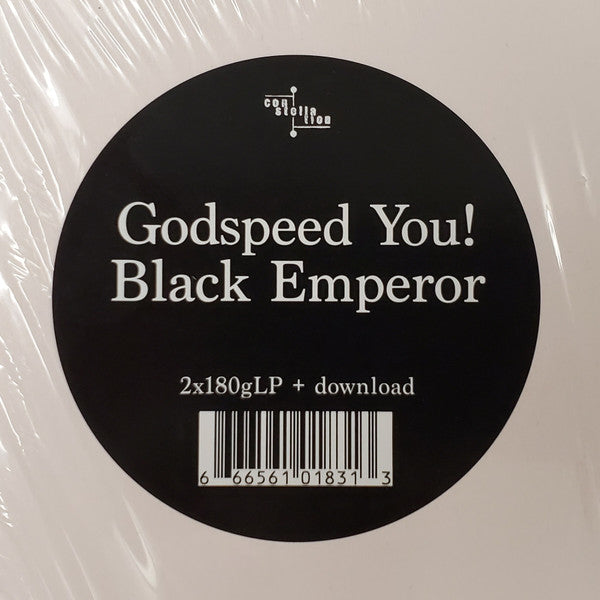 con
stella
tion
Godspeed You!
Black Emperor
2x180gLP + download
6 66561 01831 3